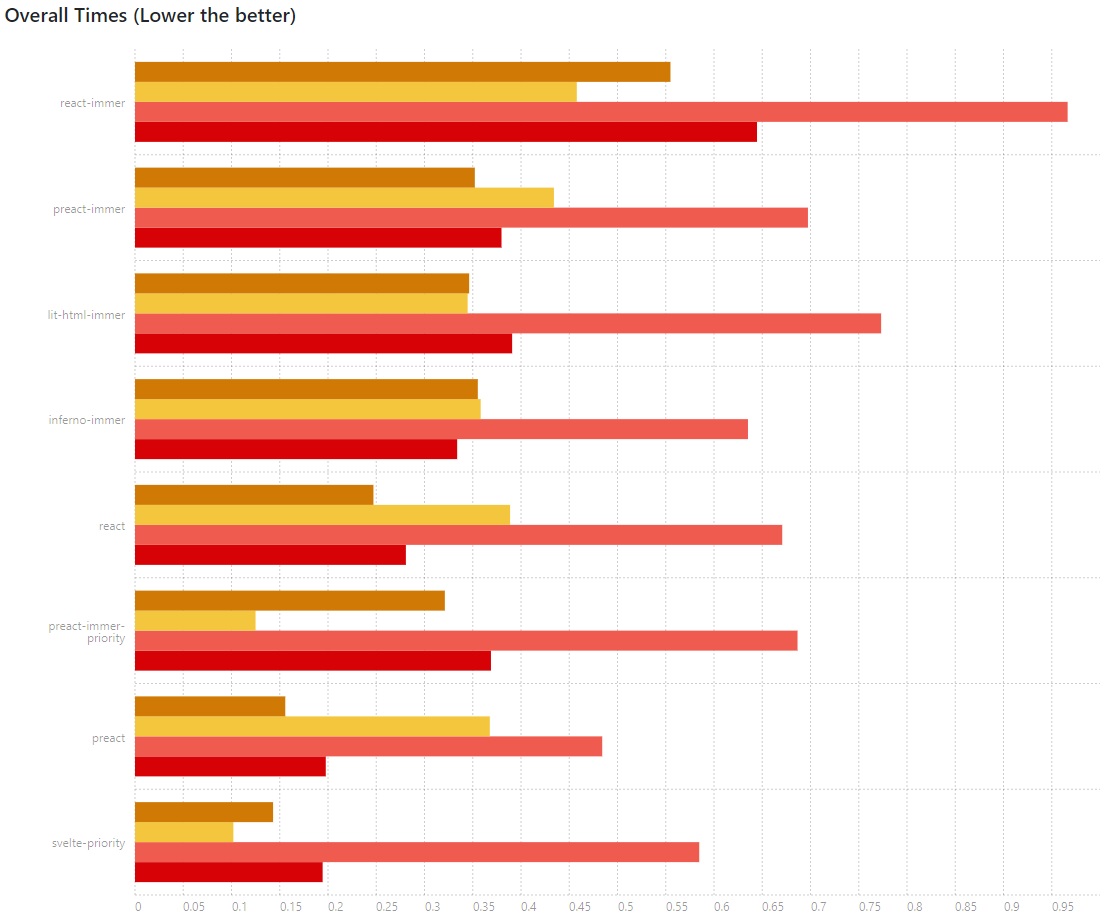 Overall Times (Lower the better)
react-immer
preact-immer
lit-html-immer
inferno-immer
react
preact-immer-
priority
preact
svelte-priority
0 0.05 0.1 0.15 0.2 0.25 0.3 0.35 0.4 0.45 0.5 0.55 0.6 0.65 0.7 0.75 0.8 0.85 0.9 0.95